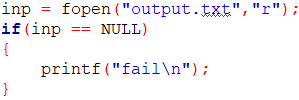 inp = fopen("output.txt","r");
if(inp == NULL)
{
    printf("fail\n");
}